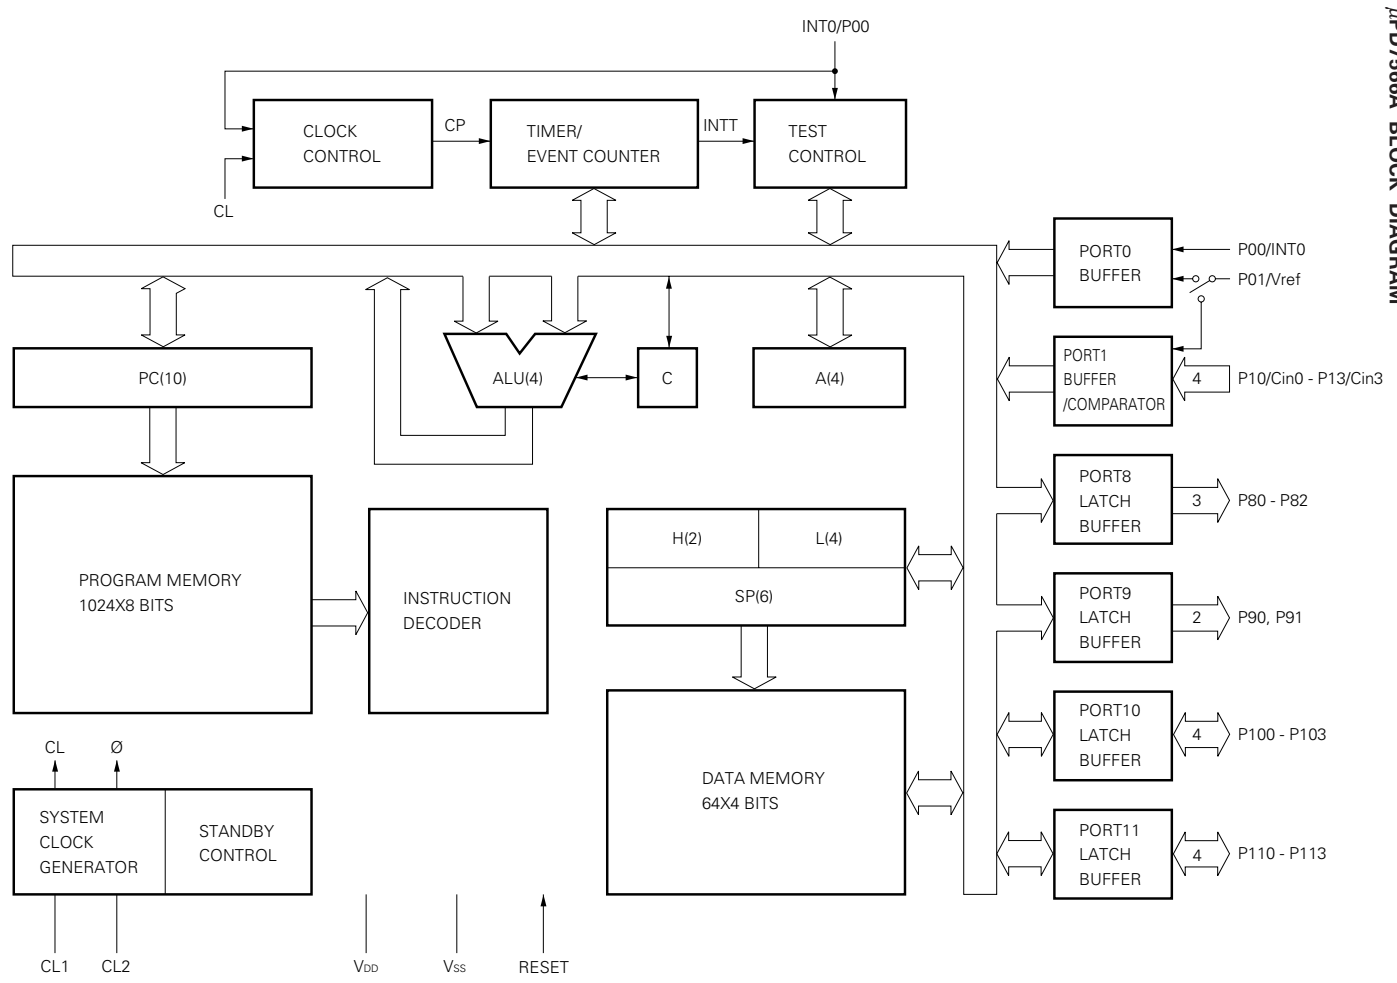 BLOCK DIAGRAM
INT0/P00
CLOCK
CONTROL
CP
TIMER/
EVENT COUNTER
INTT
TEST
CONTROL
CL
PORT0
BUFFER
P00/INT0
P01/Vref
PORT1
BUFFER
/COMPARATOR
4
P10/Cin0 - P13/Cin3
PC(10)
ALU(4)
C
A(4)
PORT8
LATCH
BUFFER
3
P80 - P82
H(2)
L(4)
SP(6)
PROGRAM MEMORY
1024X8 BITS
INSTRUCTION
DECODER
PORT9
LATCH
BUFFER
2
P90, P91
PORT10
LATCH
BUFFER
4
P100 - P103
CL
Ø
DATA MEMORY
64X4 BITS
SYSTEM
CLOCK
GENERATOR
STANDBY
CONTROL
PORT11
LATCH
BUFFER
4
P110 - P113
CL1
CL2
VDD
VSS
RESET